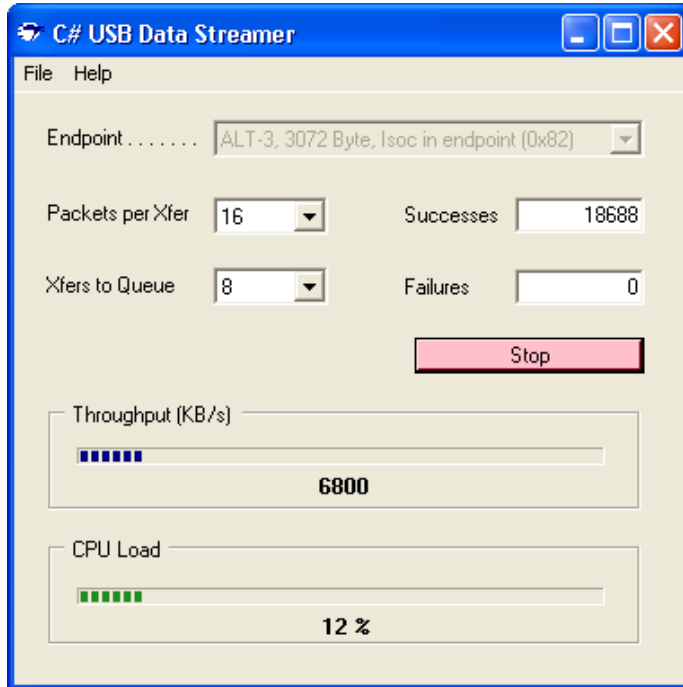 C# USB Data Streamer
File Help
Endpoint . . . . . . . ALT-3, 3072 Byte, Isoc in endpoint (0x82)
Packets per Xfer 16 Successes 18688
Xfers to Queue 8 Failures 0
Stop
Throughput (KB/s)
6800
CPU Load
12 %